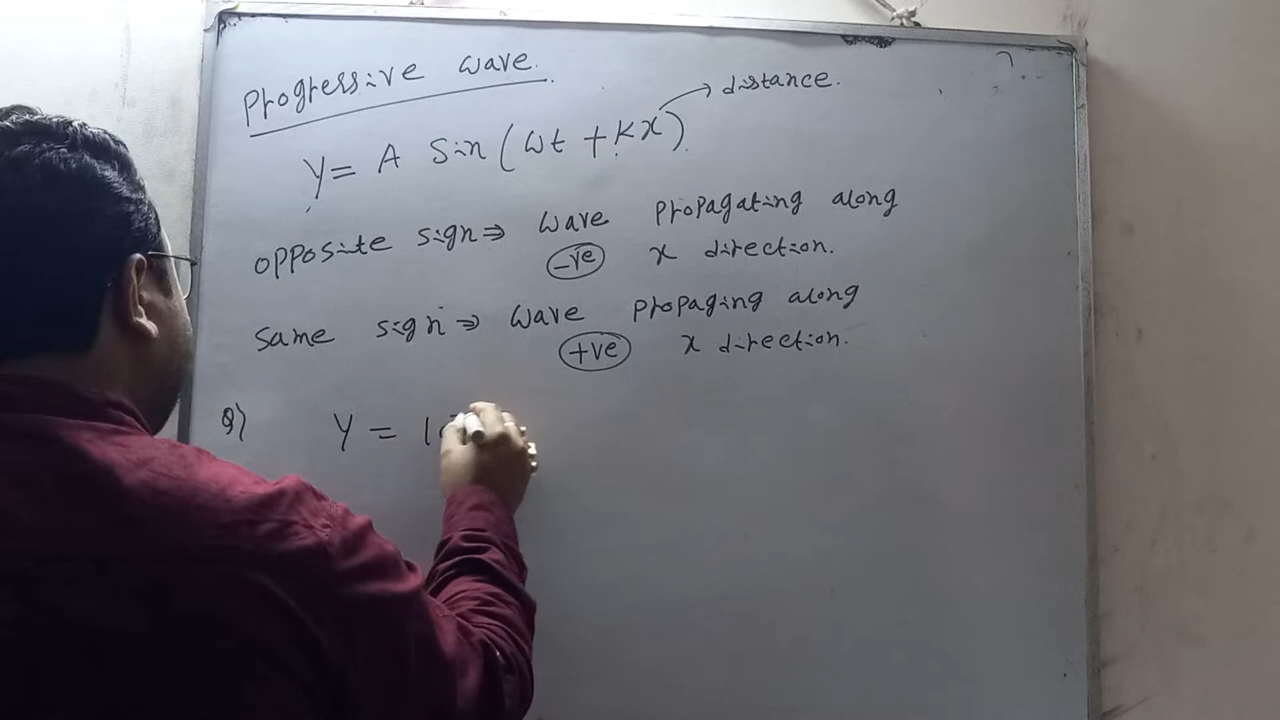 Progressive wave.
Y = A Sin (ωt + kx) → distance.
opposite sign ⇒ wave propagating along
-ve x direction.
same sign ⇒ wave propaging along
+ve x direction.
Q) Y =